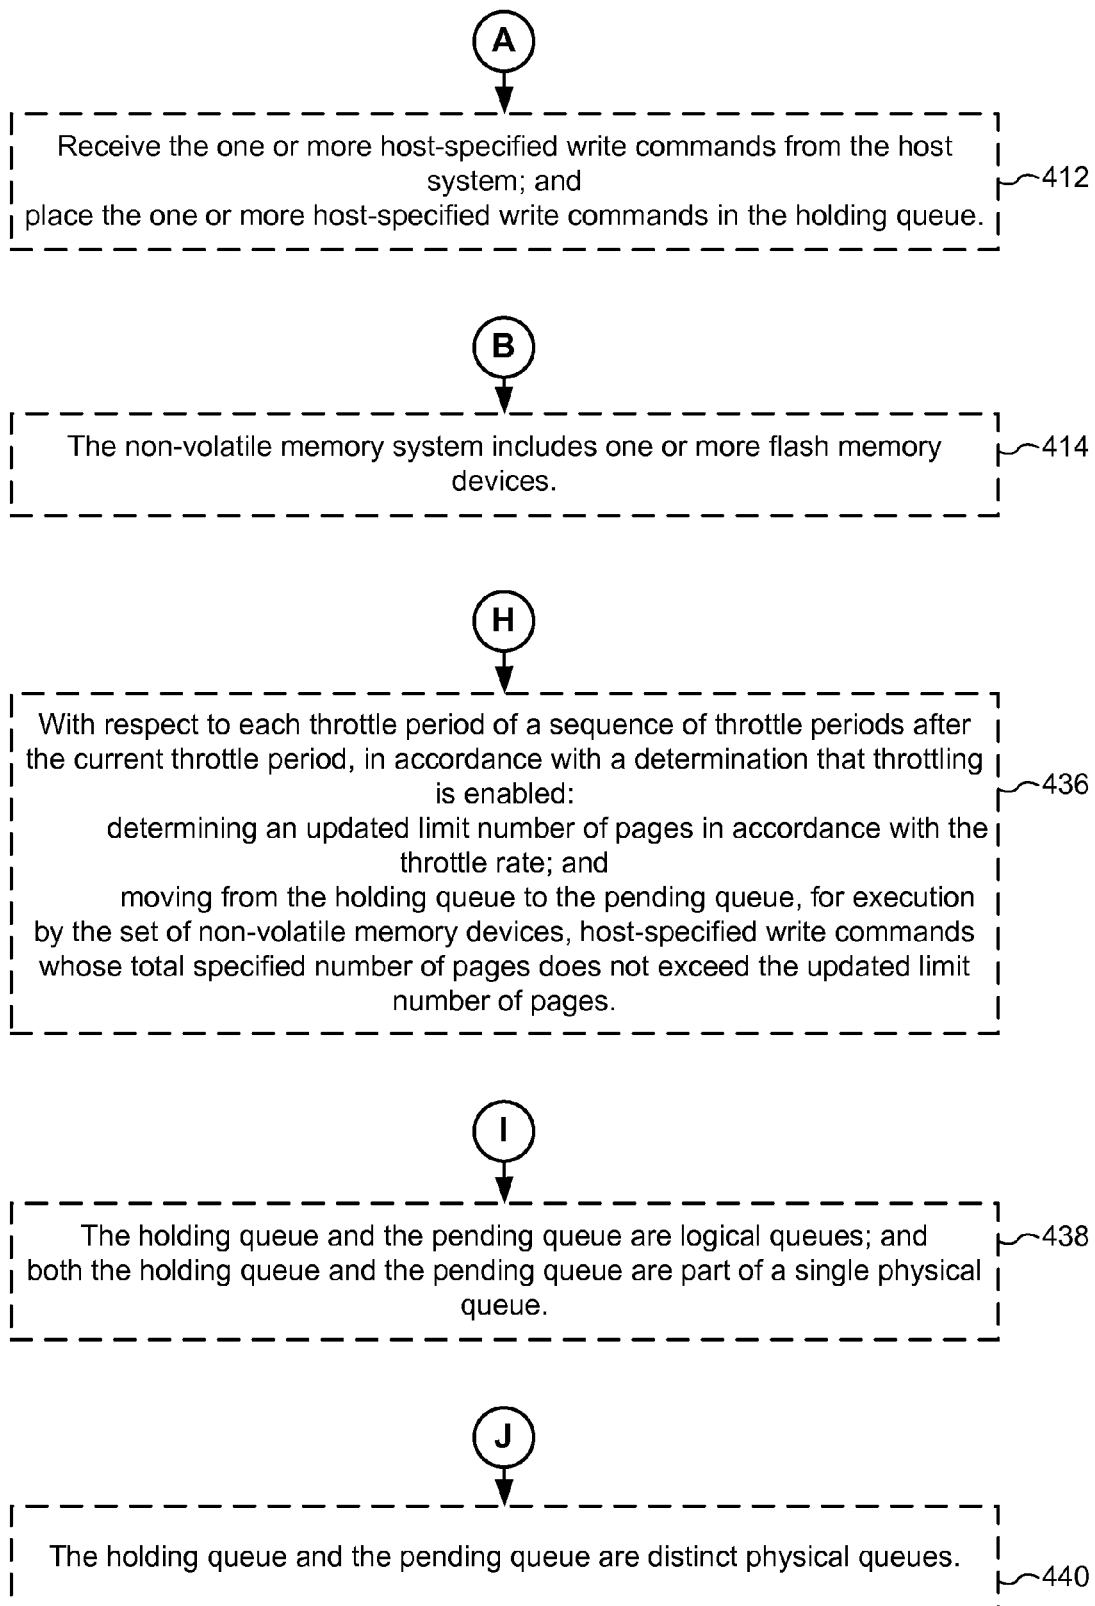 A
Receive the one or more host-specified write commands from the host
system; and
place the one or more host-specified write commands in the holding queue.
412
B
The non-volatile memory system includes one or more flash memory
devices.
414
H
With respect to each throttle period of a sequence of throttle periods after
the current throttle period, in accordance with a determination that throttling
is enabled:
determining an updated limit number of pages in accordance with the
throttle rate; and
moving from the holding queue to the pending queue, for execution
by the set of non-volatile memory devices, host-specified write commands
whose total specified number of pages does not exceed the updated limit
number of pages.
436
I
The holding queue and the pending queue are logical queues; and
both the holding queue and the pending queue are part of a single physical
queue.
438
J
The holding queue and the pending queue are distinct physical queues.
440